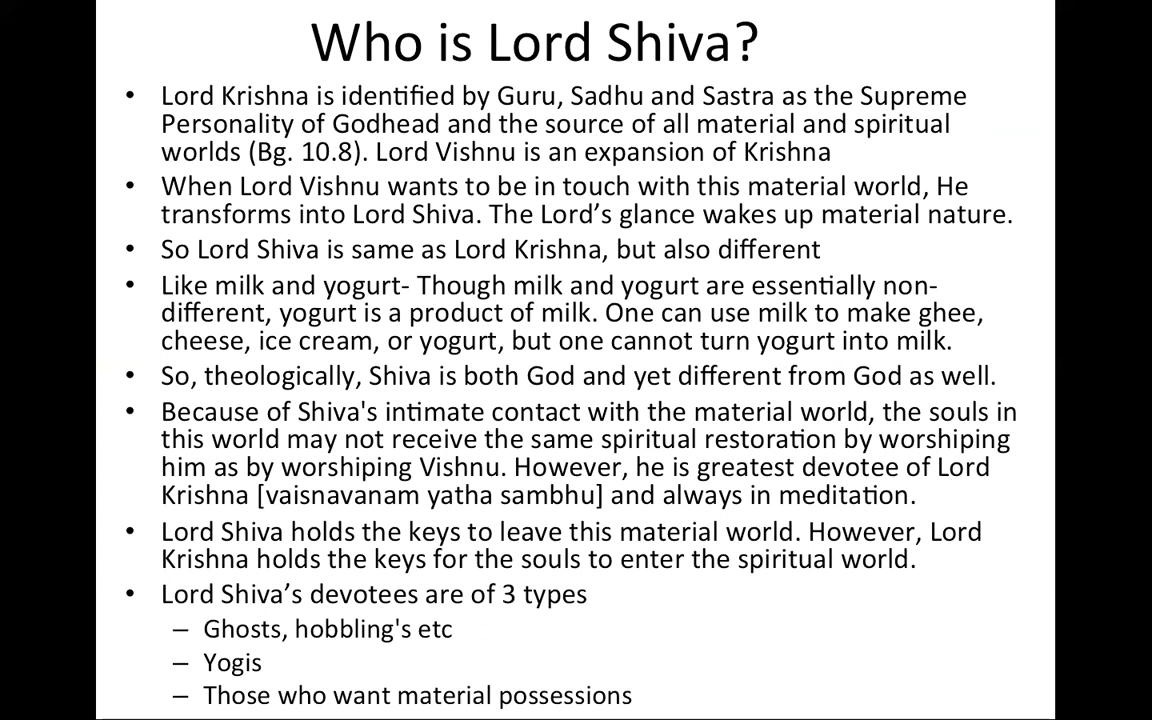 Who is Lord Shiva?
• Lord Krishna is identified by Guru, Sadhu and Sastra as the Supreme
Personality of Godhead and the source of all material and spiritual
worlds (Bg. 10.8). Lord Vishnu is an expansion of Krishna
• When Lord Vishnu wants to be in touch with this material world, He
transforms into Lord Shiva. The Lord’s glance wakes up material nature.
• So Lord Shiva is same as Lord Krishna, but also different
• Like milk and yogurt- Though milk and yogurt are essentially non-
different, yogurt is a product of milk. One can use milk to make ghee,
cheese, ice cream, or yogurt, but one cannot turn yogurt into milk.
• So, theologically, Shiva is both God and yet different from God as well.
• Because of Shiva's intimate contact with the material world, the souls in
this world may not receive the same spiritual restoration by worshiping
him as by worshiping Vishnu. However, he is greatest devotee of Lord
Krishna [vaisnavanam yatha sambhu] and always in meditation.
• Lord Shiva holds the keys to leave this material world. However, Lord
Krishna holds the keys for the souls to enter the spiritual world.
• Lord Shiva’s devotees are of 3 types
– Ghosts, hobbling's etc
– Yogis
– Those who want material possessions